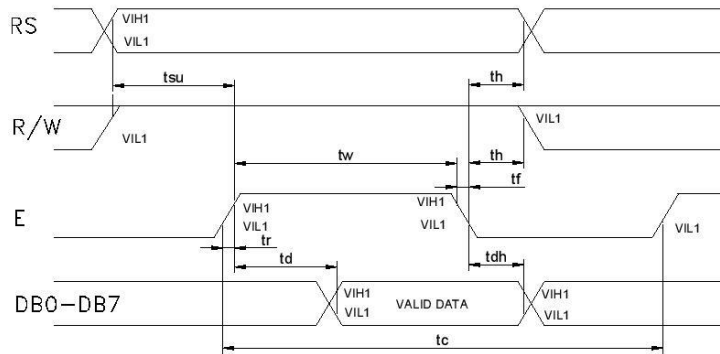 RS
VIH1
VIL1
tsu
th
R/W
VIL1
VIL1
tw
th
tf
E
VIH1
VIL1
VIH1
VIL1
VIL1
tr
td
tdh
DB0-DB7
VIH1
VIL1
VALID DATA
VIH1
VIL1
tc